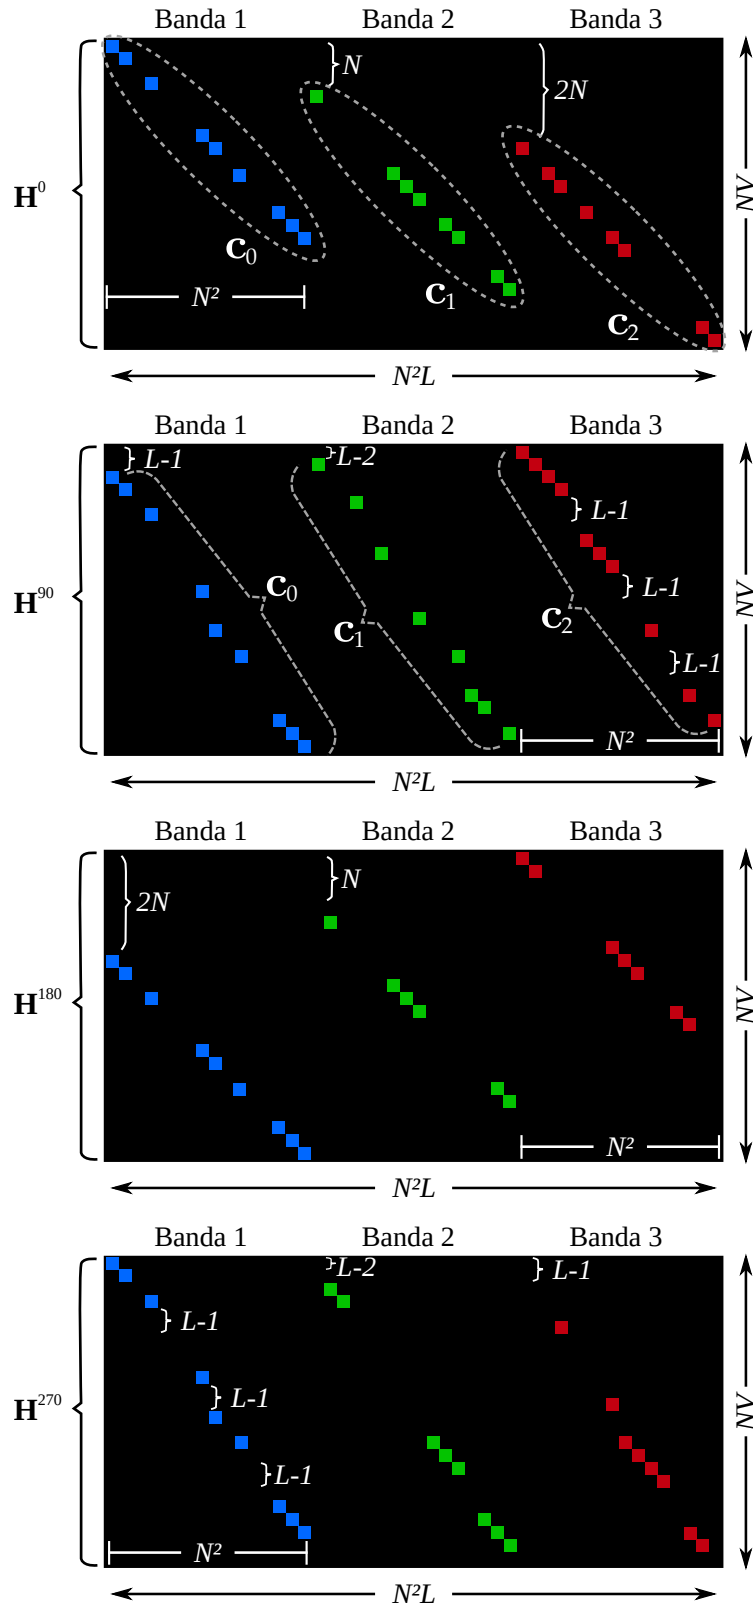 Banda 1 Banda 2 Banda 3
N
2N
H⁰
NV
c₀
c₁
c₂
N²
N²L
Banda 1 Banda 2 Banda 3
L-1
L-2
L-1
H⁹⁰
L-1
NV
c₀
c₁
c₂
L-1
N²
N²L
Banda 1 Banda 2 Banda 3
2N
N
H¹⁸⁰
NV
N²
N²L
Banda 1 Banda 2 Banda 3
L-2
L-1
L-1
L-1
H²⁷⁰
NV
L-1
N²
N²L